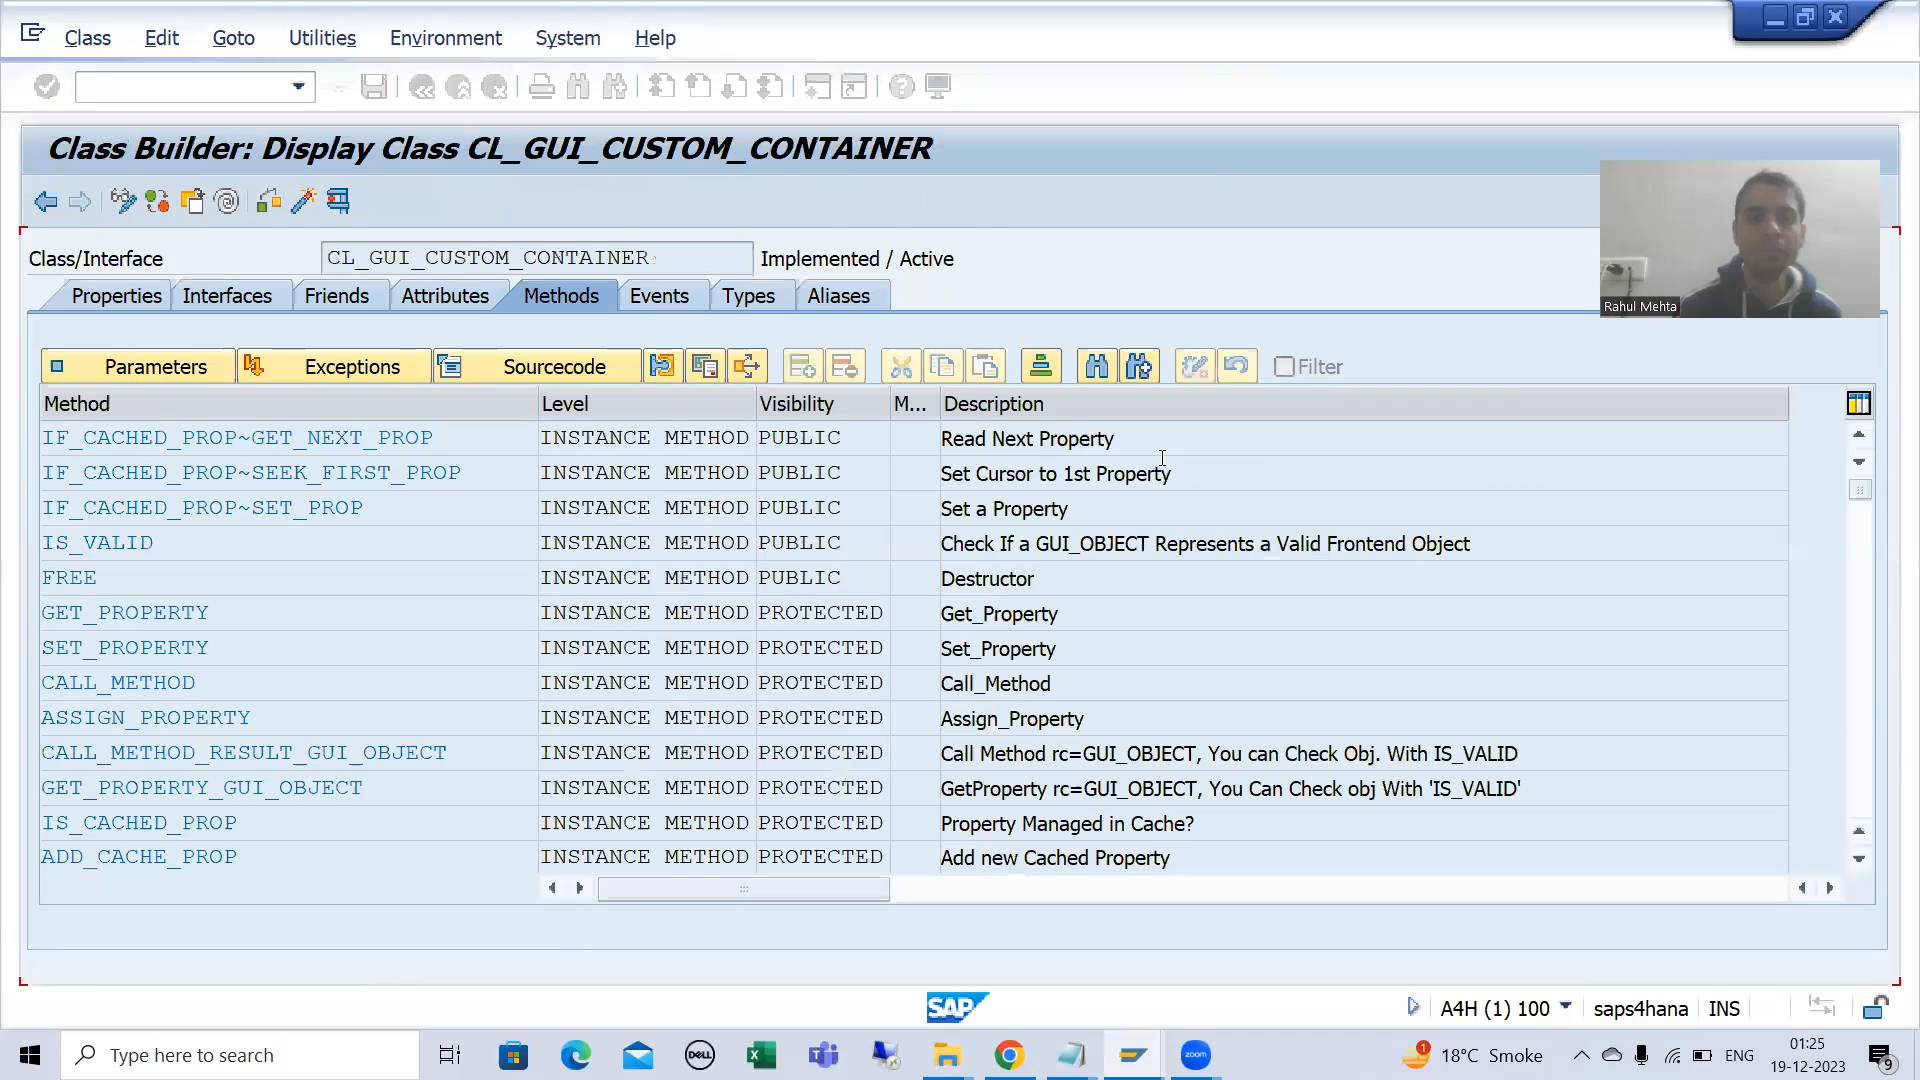 Class Edit Goto Utilities Environment System Help
Class Builder: Display Class CL_GUI_CUSTOM_CONTAINER
Class/Interface CL_GUI_CUSTOM_CONTAINER Implemented / Active
Properties Interfaces Friends Attributes Methods Events Types Aliases
Rahul Mehta
Parameters Exceptions Sourcecode Filter
Method Level Visibility M... Description
IF_CACHED_PROP~GET_NEXT_PROP INSTANCE METHOD PUBLIC Read Next Property
IF_CACHED_PROP~SEEK_FIRST_PROP INSTANCE METHOD PUBLIC Set Cursor to 1st Property
IF_CACHED_PROP~SET_PROP INSTANCE METHOD PUBLIC Set a Property
IS_VALID INSTANCE METHOD PUBLIC Check If a GUI_OBJECT Represents a Valid Frontend Object
FREE INSTANCE METHOD PUBLIC Destructor
GET_PROPERTY INSTANCE METHOD PROTECTED Get_Property
SET_PROPERTY INSTANCE METHOD PROTECTED Set_Property
CALL_METHOD INSTANCE METHOD PROTECTED Call_Method
ASSIGN_PROPERTY INSTANCE METHOD PROTECTED Assign_Property
CALL_METHOD_RESULT_GUI_OBJECT INSTANCE METHOD PROTECTED Call Method rc=GUI_OBJECT, You can Check Obj. With IS_VALID
GET_PROPERTY_GUI_OBJECT INSTANCE METHOD PROTECTED GetProperty rc=GUI_OBJECT, You Can Check obj With 'IS_VALID'
IS_CACHED_PROP INSTANCE METHOD PROTECTED Property Managed in Cache?
ADD_CACHE_PROP INSTANCE METHOD PROTECTED Add new Cached Property
SAP A4H (1) 100 saps4hana INS
Type here to search DELL zoom 1 18°C Smoke ENG 01:25
19-12-2023 9